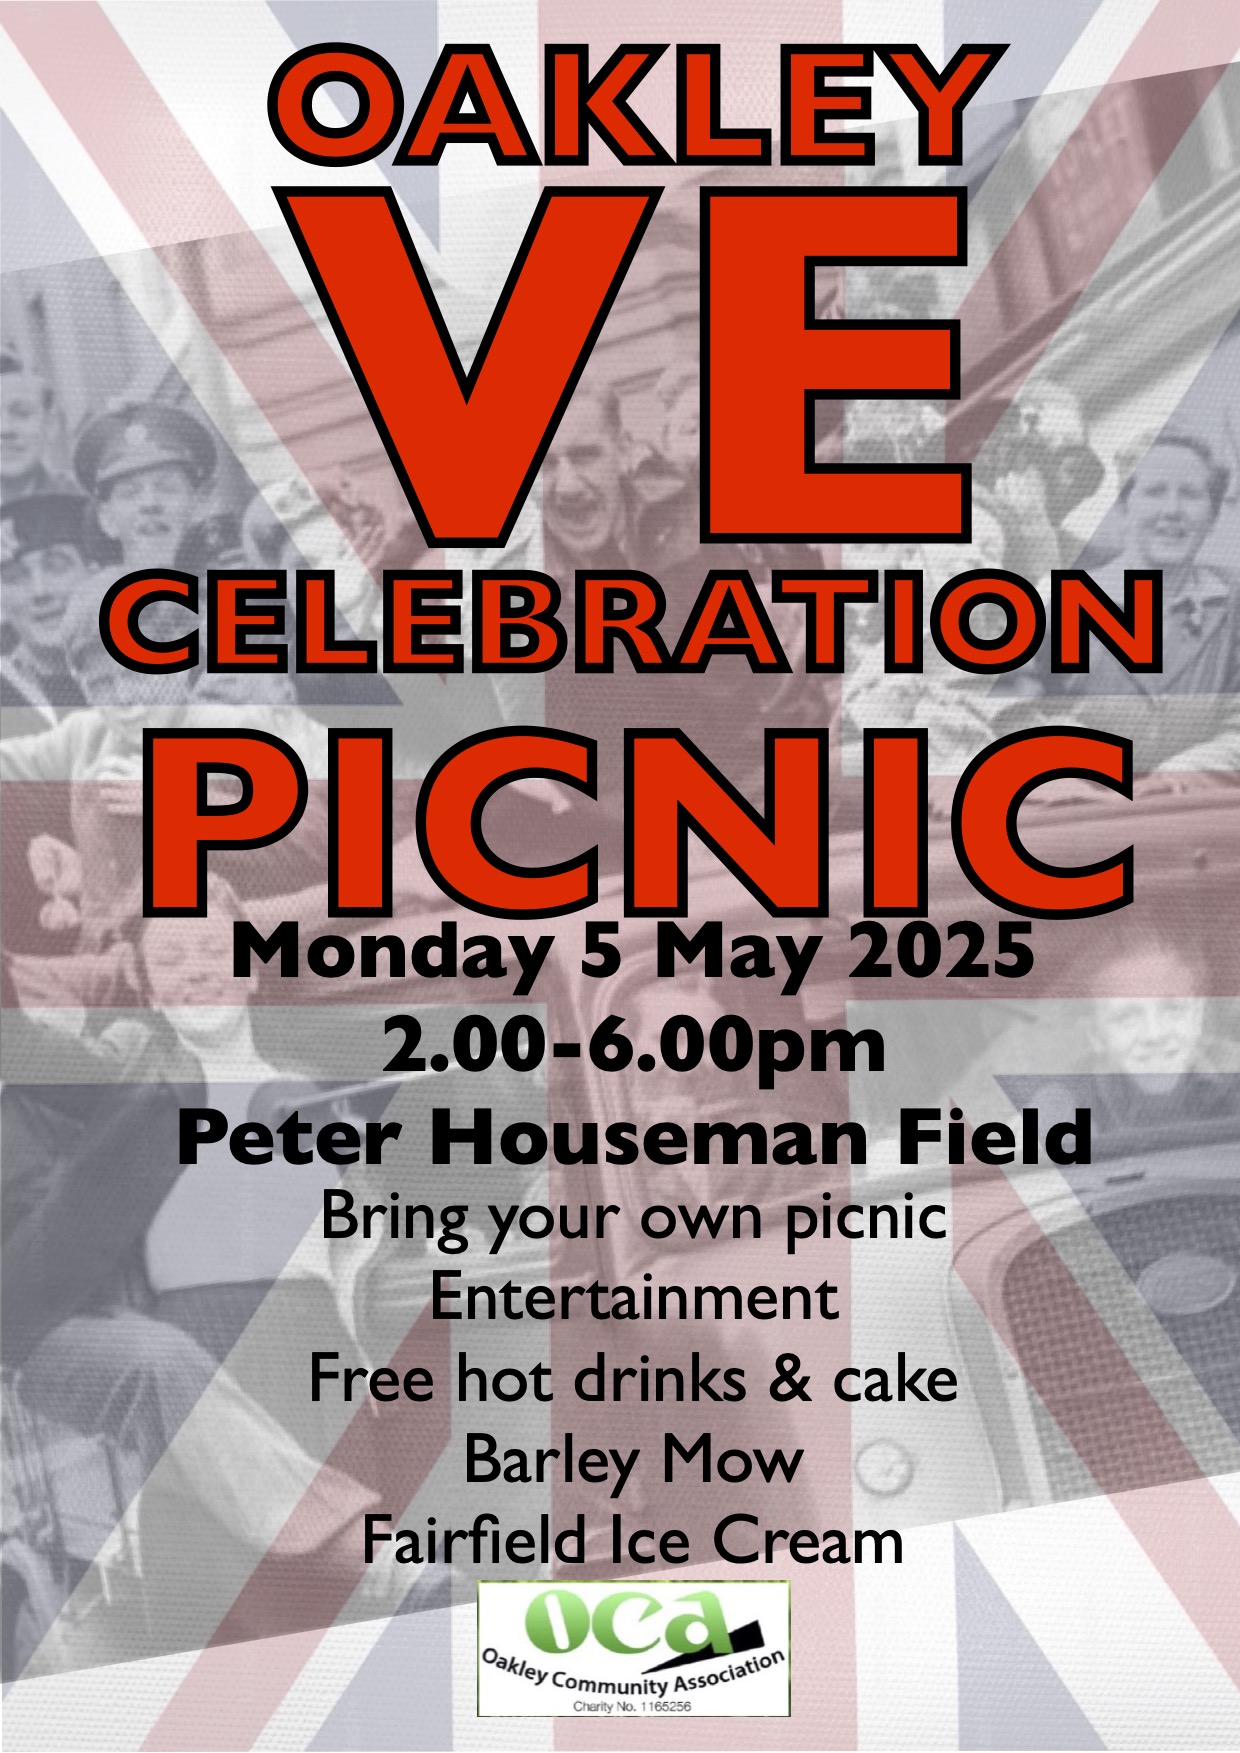 OAKLEY
VE
CELEBRATION
PICNIC
Monday 5 May 2025
2.00-6.00pm
Peter Houseman Field
Bring your own picnic
Entertainment
Free hot drinks & cake
Barley Mow
Fairfield Ice Cream
oca
Oakley Community Association
Charity No. 1165256